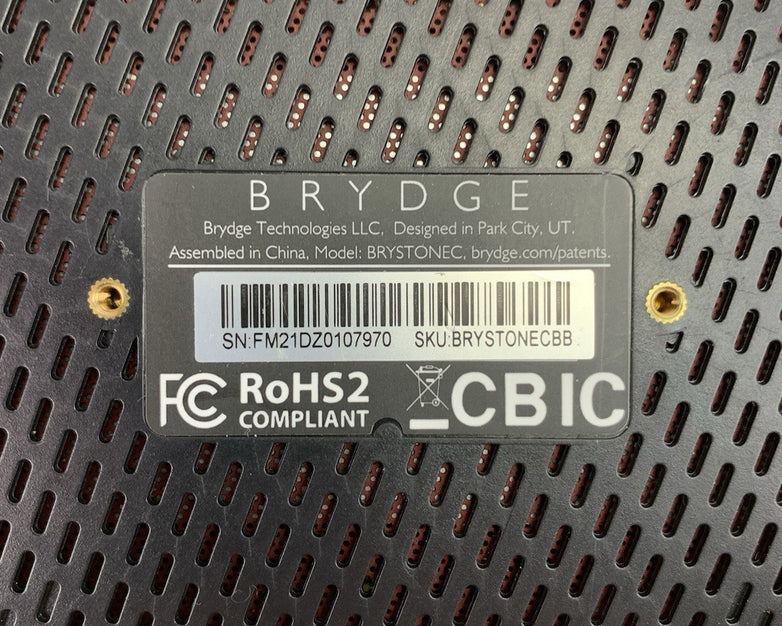 BRYDGE
Brydge Technologies LLC, Designed in Park City, UT.
Assembled in China, Model: BRYSTONEC, brydge.com/patents.
SN:FM21DZ0107970 SKU:BRYSTONECBB
FC RoHS2 COMPLIANT CBIC